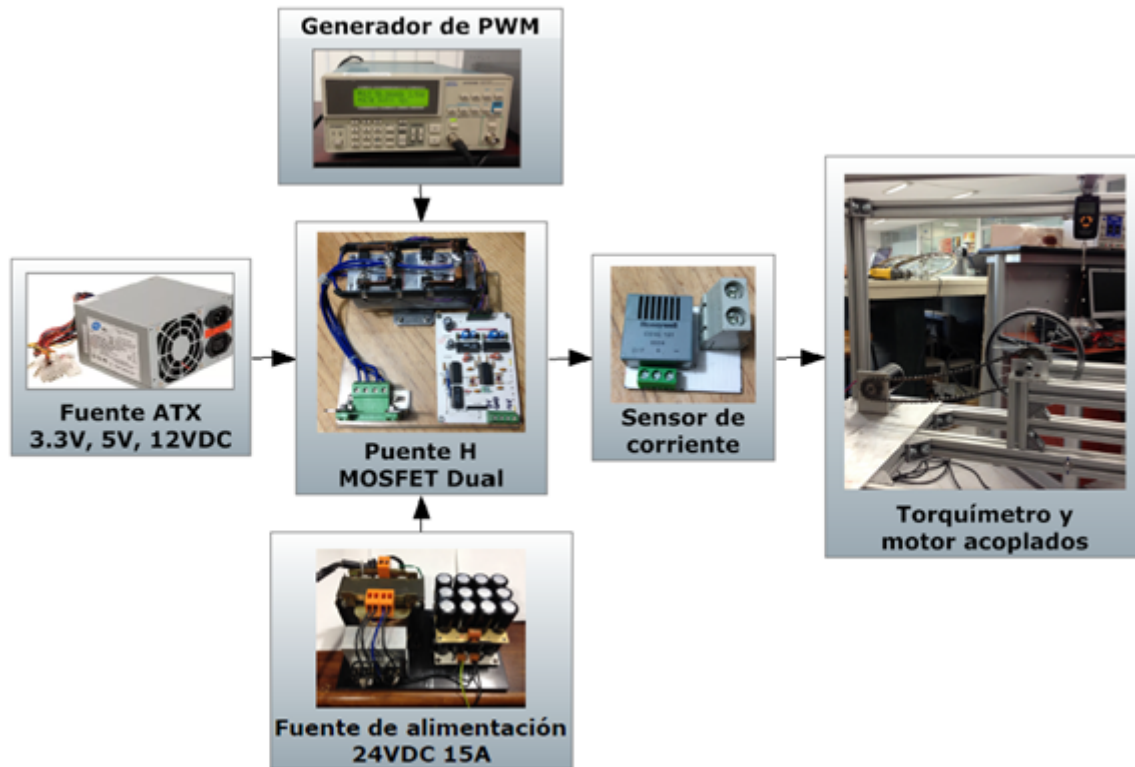 Generador de PWM
Fuente ATX
3.3V, 5V, 12VDC
Puente H
MOSFET Dual
Honeywell
Sensor de
corriente
Torquímetro y
motor acoplados
Fuente de alimentación
24VDC 15A